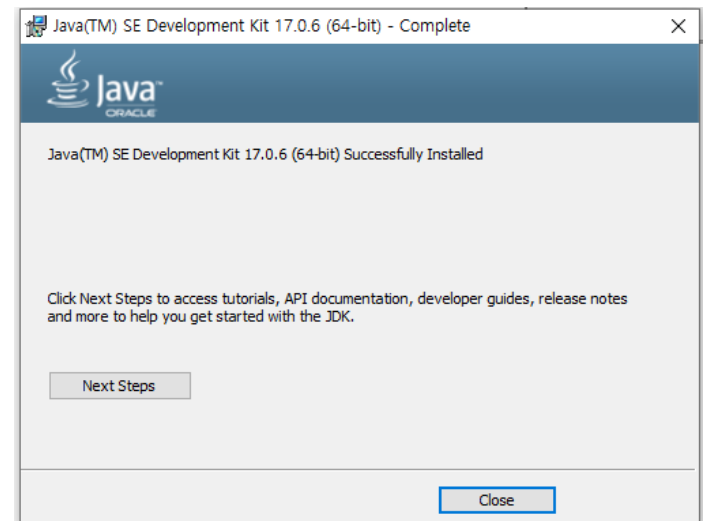 Java(TM) SE Development Kit 17.0.6 (64-bit) - Complete
Java™
ORACLE
Java(TM) SE Development Kit 17.0.6 (64-bit) Successfully Installed
Click Next Steps to access tutorials, API documentation, developer guides, release notes
and more to help you get started with the JDK.
Next Steps
Close